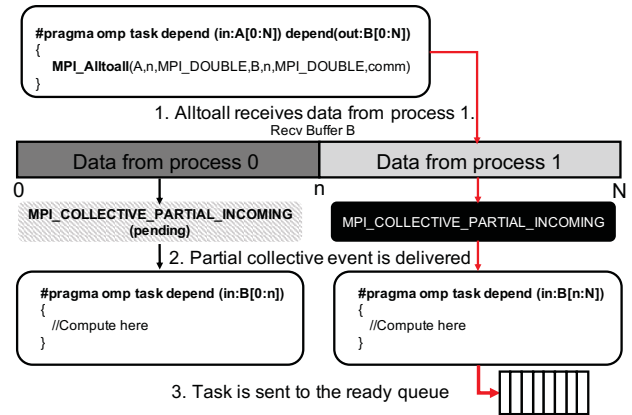 #pragma omp task depend (in:A[0:N]) depend(out:B[0:N])
{
MPI_Alltoall(A,n,MPI_DOUBLE,B,n,MPI_DOUBLE,comm)
}
1. Alltoall receives data from process 1.
Recv Buffer B
Data from process 0
Data from process 1
0
n
N
MPI_COLLECTIVE_PARTIAL_INCOMING
(pending)
MPI_COLLECTIVE_PARTIAL_INCOMING
2. Partial collective event is delivered
#pragma omp task depend (in:B[0:n])
{
//Compute here
}
#pragma omp task depend (in:B[n:N])
{
//Compute here
}
3. Task is sent to the ready queue